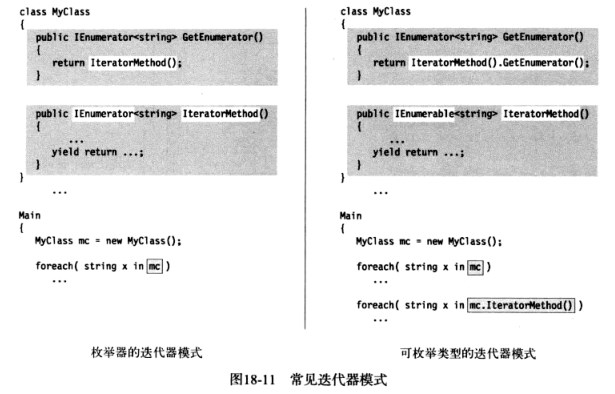 class MyClass
{
public IEnumerator<string> GetEnumerator()
{
return IteratorMethod();
}
public IEnumerator<string> IteratorMethod()
{
...
yield return ...;
}
}
...
Main
{
MyClass mc = new MyClass();
foreach( string x in mc )
...
枚举器的迭代器模式
class MyClass
{
public IEnumerator<string> GetEnumerator()
{
return IteratorMethod().GetEnumerator();
}
public IEnumerable<string> IteratorMethod()
{
...
yield return ...;
}
}
...
Main
{
MyClass mc = new MyClass();
foreach( string x in mc )
...
foreach( string x in mc.IteratorMethod() )
...
可枚举类型的迭代器模式
图18-11 常见迭代器模式